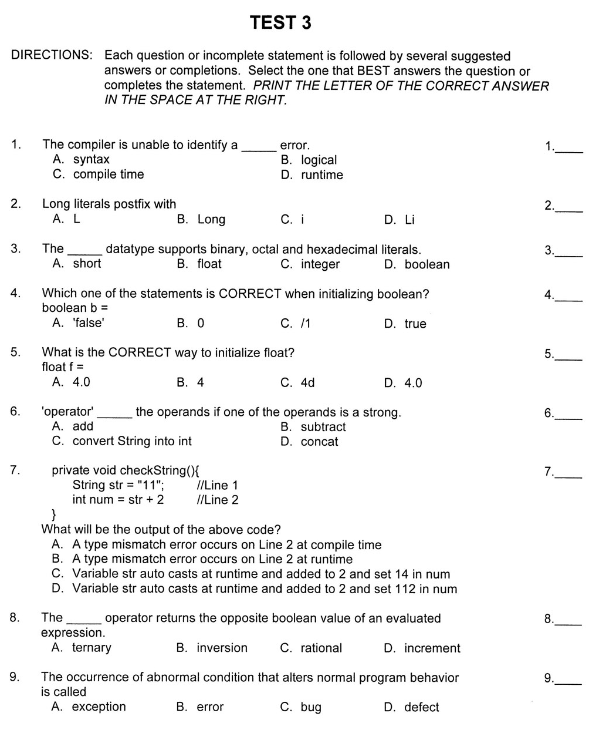 TEST 3
DIRECTIONS: Each question or incomplete statement is followed by several suggested
answers or completions. Select the one that BEST answers the question or
completes the statement. PRINT THE LETTER OF THE CORRECT ANSWER
IN THE SPACE AT THE RIGHT.
1. The compiler is unable to identify a _____ error. 1.____
A. syntax B. logical
C. compile time D. runtime
2. Long literals postfix with 2.____
A. L B. Long C. i D. Li
3. The _____ datatype supports binary, octal and hexadecimal literals. 3.____
A. short B. float C. integer D. boolean
4. Which one of the statements is CORRECT when initializing boolean? 4.____
boolean b =
A. 'false' B. 0 C. /1 D. true
5. What is the CORRECT way to initialize float? 5.____
float f =
A. 4.0 B. 4 C. 4d D. 4.0
6. 'operator' _____ the operands if one of the operands is a strong. 6.____
A. add B. subtract
C. convert String into int D. concat
7. private void checkString(){ 7.____
String str = "11"; //Line 1
int num = str + 2 //Line 2
}
What will be the output of the above code?
A. A type mismatch error occurs on Line 2 at compile time
B. A type mismatch error occurs on Line 2 at runtime
C. Variable str auto casts at runtime and added to 2 and set 14 in num
D. Variable str auto casts at runtime and added to 2 and set 112 in num
8. The _____ operator returns the opposite boolean value of an evaluated 8.____
expression.
A. ternary B. inversion C. rational D. increment
9. The occurrence of abnormal condition that alters normal program behavior 9.____
is called
A. exception B. error C. bug D. defect